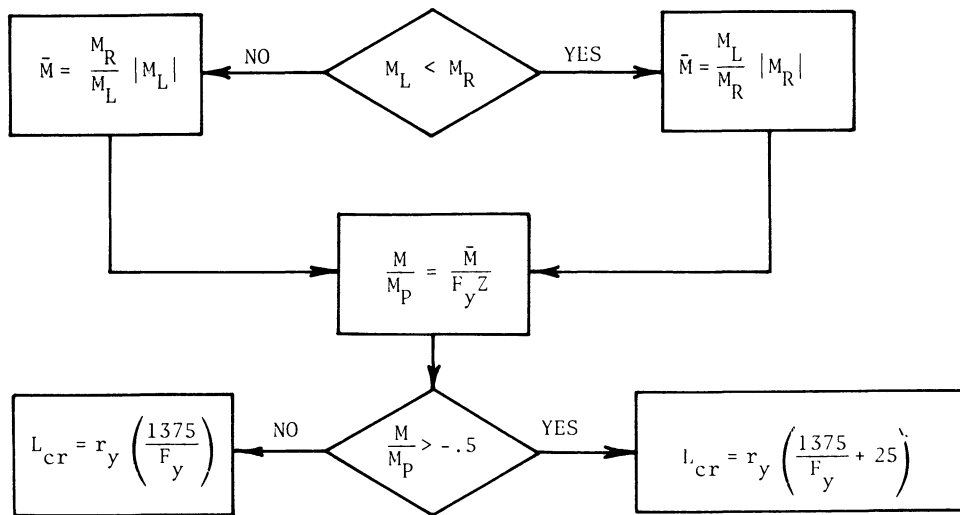 M̄ = M_R/M_L |M_L|
NO
M_L < M_R
YES
M̄ = M_L/M_R |M_R|
M/M_P = M̄/F_y Z
L_cr = r_y (1375/F_y)
NO
M/M_P > -.5
YES
L_cr = r_y (1375/F_y + 25)